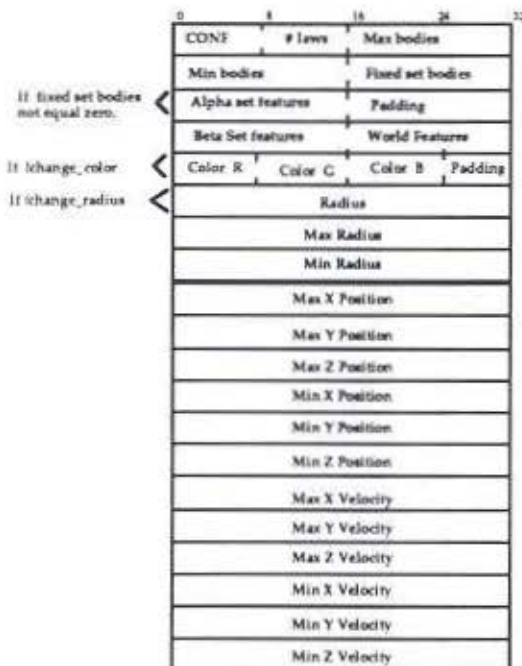 0 8 16 24 32
CONF # laws Max bodies
Min bodies Fixed set bodies
If fixed set bodies
not equal zero.
Alpha set features Padding
Beta Set features World Features
If !change_color
Color R Color G Color B Padding
If !change_radius
Radius
Max Radius
Min Radius
Max X Position
Max Y Position
Max Z Position
Min X Position
Min Y Position
Min Z Position
Max X Velocity
Max Y Velocity
Max Z Velocity
Min X Velocity
Min Y Velocity
Min Z Velocity